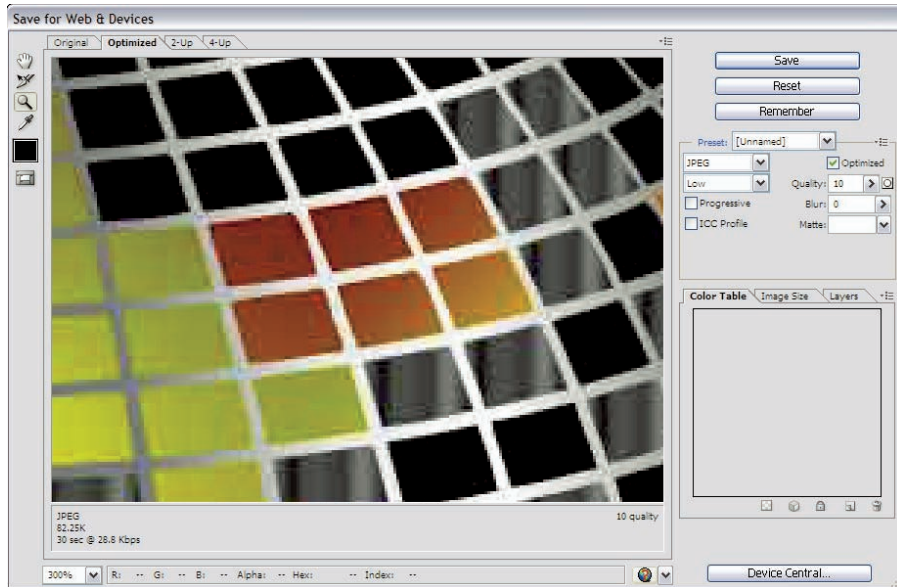 Save for Web & Devices
Original Optimized 2-Up 4-Up
Save
Reset
Remember
Preset: [Unnamed]
JPEG Optimized
Low Quality: 10
Progressive Blur: 0
ICC Profile Matte:
Color Table Image Size Layers
JPEG 10 quality
82.25K
30 sec @ 28.8 Kbps
300% R: -- G: -- B: -- Alpha: -- Hex: -- Index: --
Device Central...